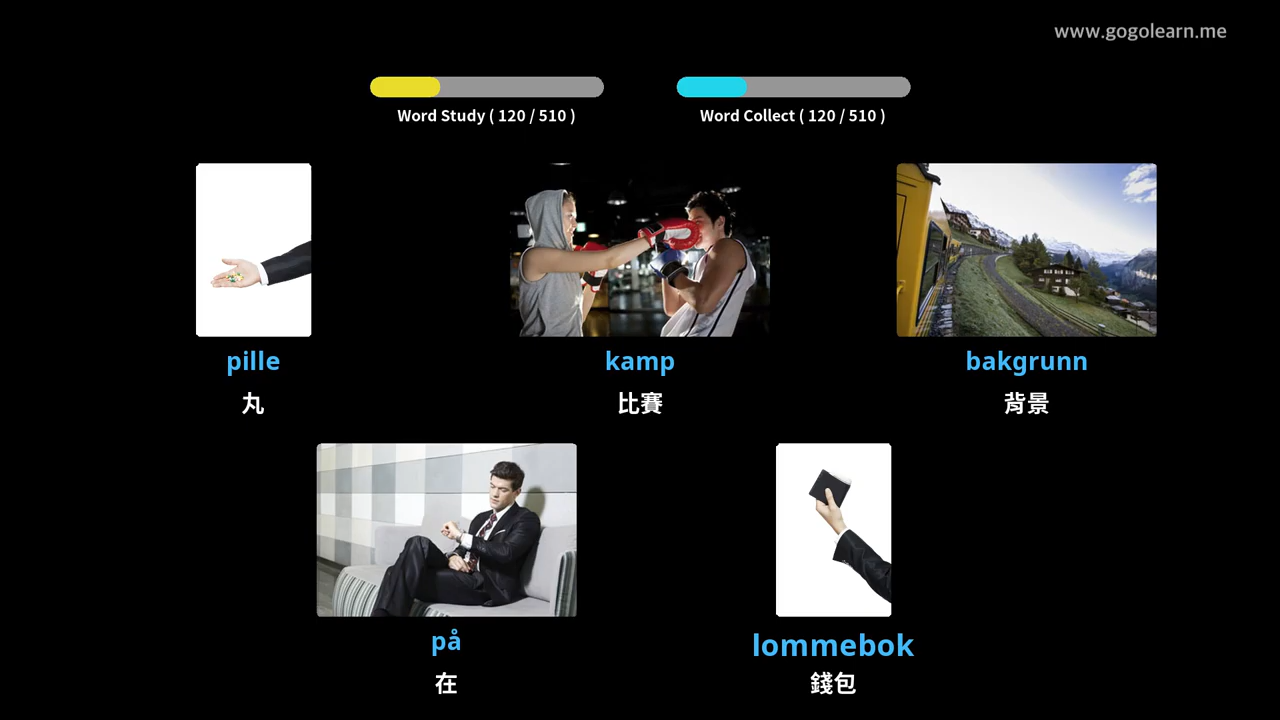 www.gogolearn.me
Word Study ( 120 / 510 )
Word Collect ( 120 / 510 )
pille
丸
kamp
比賽
bakgrunn
背景
på
在
lommebok
錢包